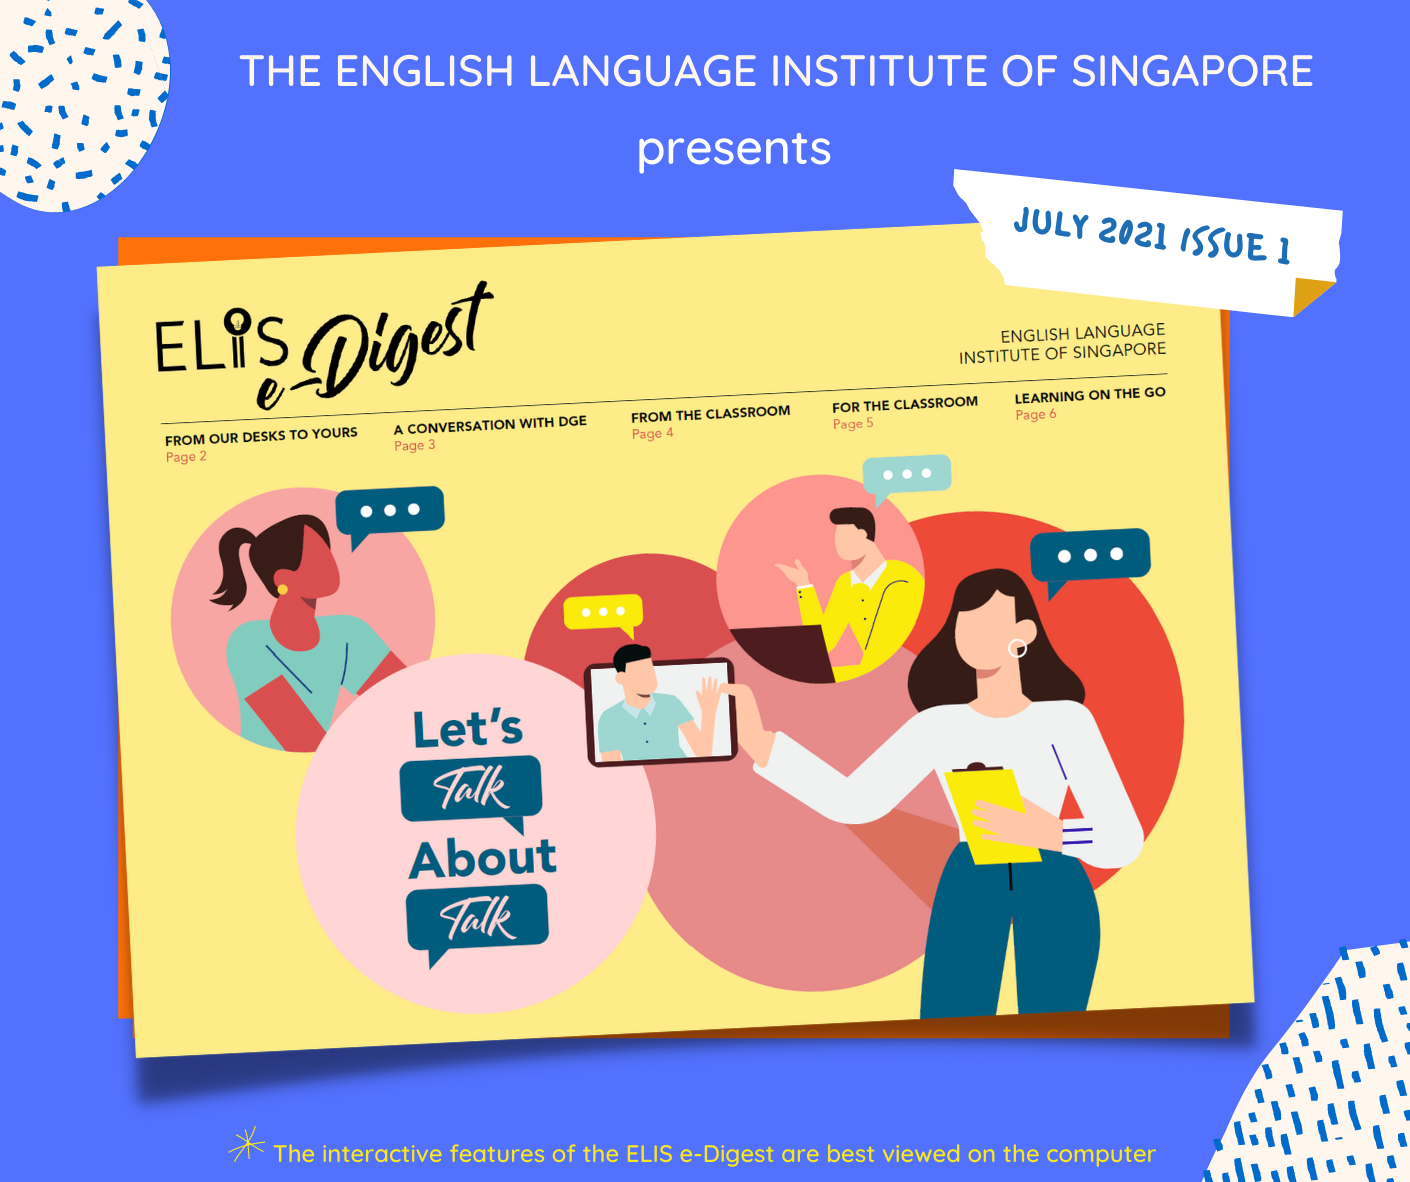 THE ENGLISH LANGUAGE INSTITUTE OF SINGAPORE
presents
JULY 2021 ISSUE 1
ELiS
e-Digest
ENGLISH LANGUAGE
INSTITUTE OF SINGAPORE
FROM OUR DESKS TO YOURS
Page 2
A CONVERSATION WITH DGE
Page 3
FROM THE CLASSROOM
Page 4
FOR THE CLASSROOM
Page 5
LEARNING ON THE GO
Page 6
Let's
Talk
About
Talk
The interactive features of the ELIS e-Digest are best viewed on the computer